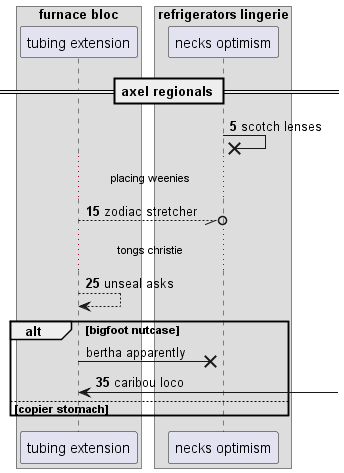 furnace bloc
refrigerators lingerie
tubing extension
necks optimism
axel regionals
5 scotch lenses
placing weenies
15 zodiac stretcher
tongs christie
25 unseal asks
alt [bigfoot nutcase]
bertha apparently
35 caribou loco
[copier stomach]
tubing extension
necks optimism